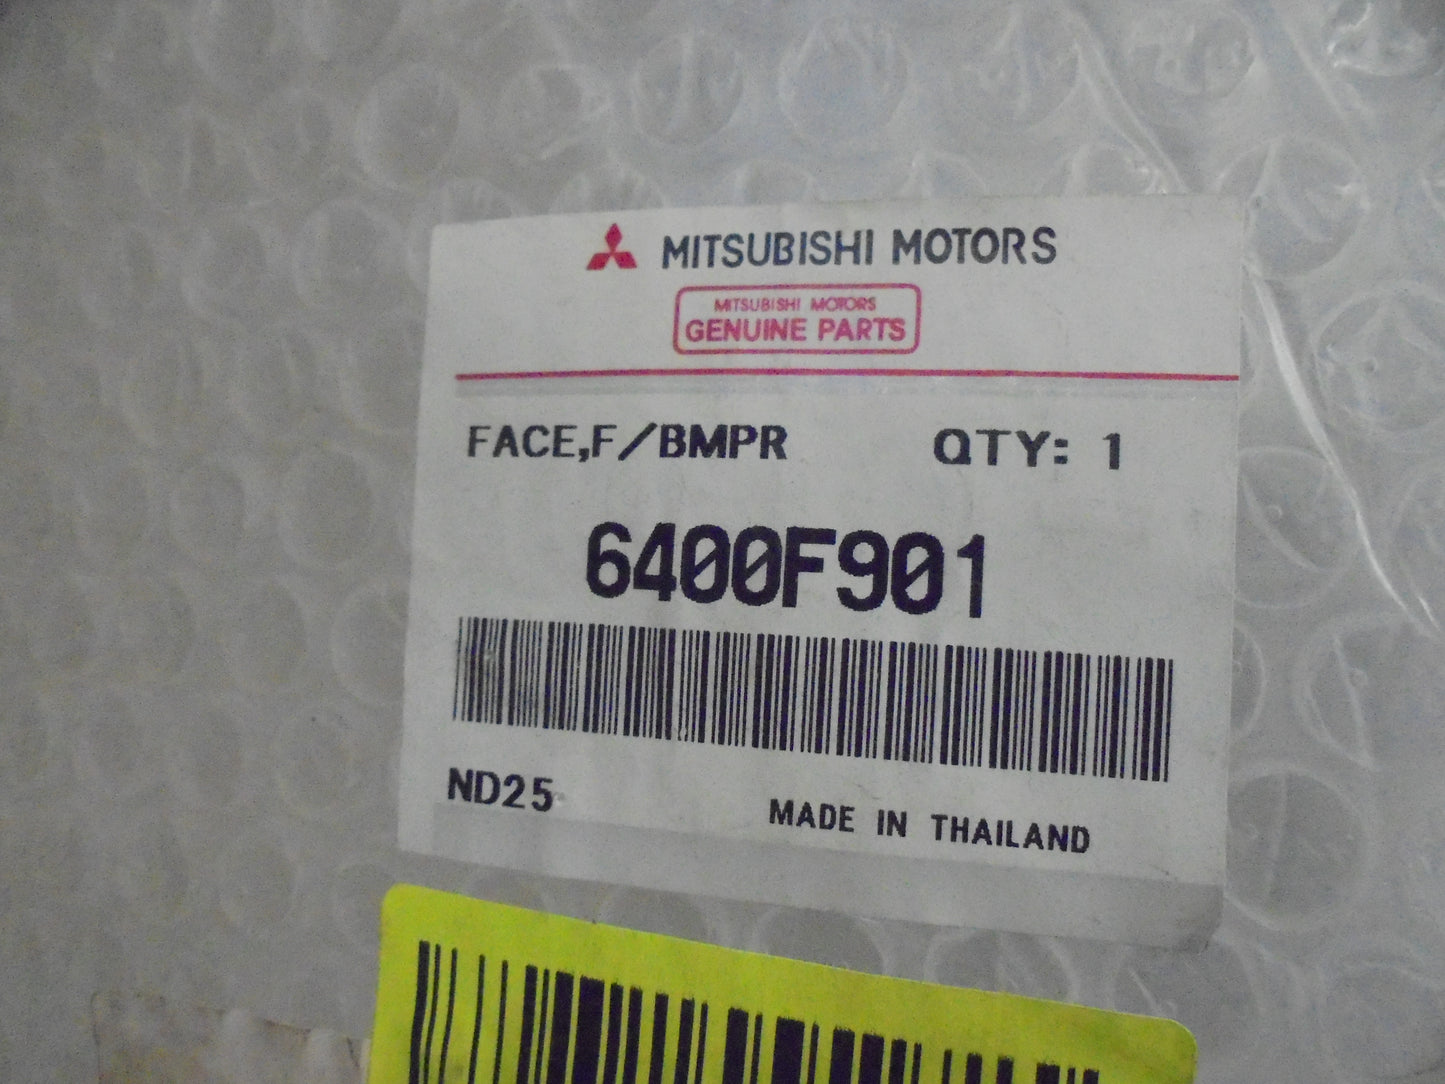 MITSUBISHI MOTORS
MITSUBISHI MOTORS
GENUINE PARTS
FACE,F/BMPR QTY: 1
6400F901
ND25 MADE IN THAILAND